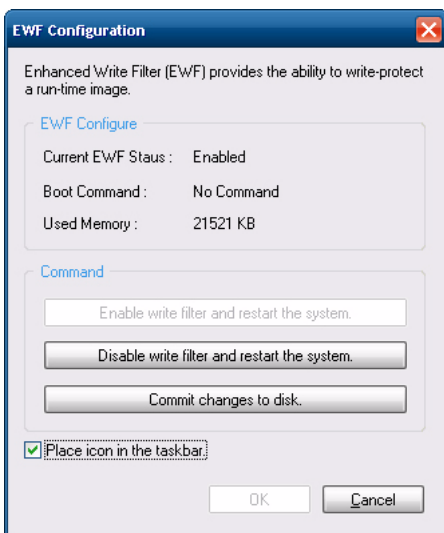 EWF Configuration
Enhanced Write Filter (EWF) provides the ability to write-protect
a run-time image.
EWF Configure
Current EWF Staus : Enabled
Boot Command : No Command
Used Memory : 21521 KB
Command
Enable write filter and restart the system.
Disable write filter and restart the system.
Commit changes to disk.
Place icon in the taskbar.
OK Cancel